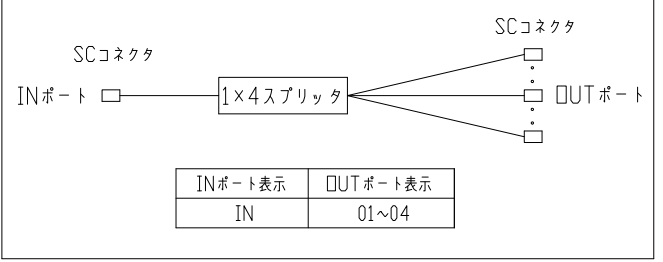 SCコネクタ
SCコネクタ
INポート
1×4スプリッタ
OUTポート
INポート表示 OUTポート表示
IN 01~04